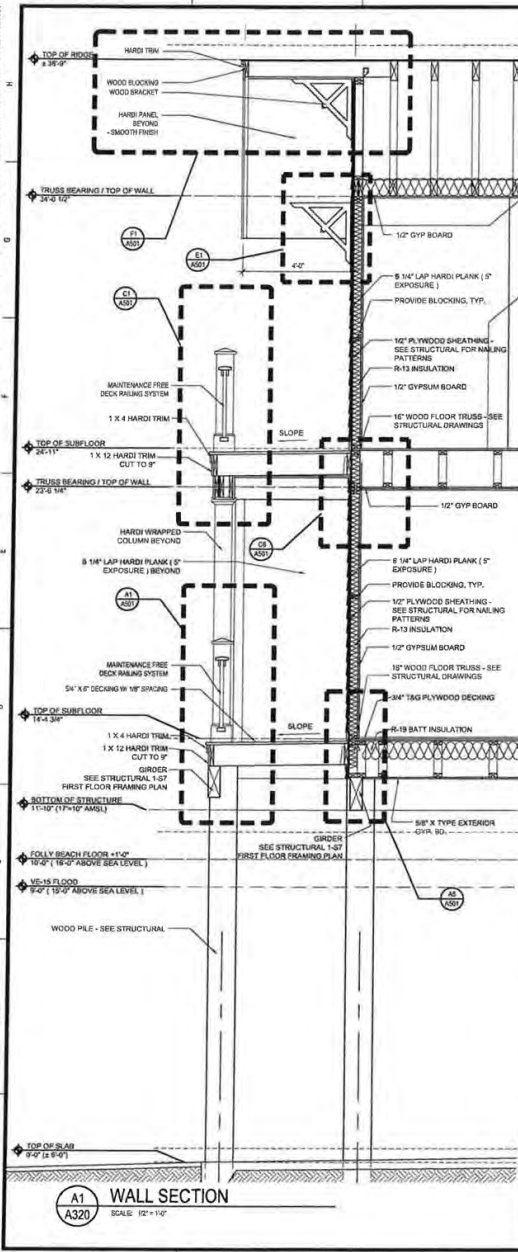 TOP OF RIDGE
± 36'-9"
HARDI TRIM
WOOD BLOCKING
WOOD BRACKET
HARDI PANEL
BEYOND
- SMOOTH FINISH
TRUSS BEARING / TOP OF WALL
F1
A501
E1
A501
4'-0"
1/2" GYP BOARD
C1
A501
LAP HARDI PLANK ( 5"
EXPOSURE )
PROVIDE BLOCKING, TYP.
1/2" PLYWOOD SHEATHING -
SEE STRUCTURAL FOR NAILING
PATTERNS
R-13 INSULATION
1/2" GYPSUM BOARD
MAINTENANCE FREE
DECK RAILING SYSTEM
1 X 4 HARDI TRIM
SLOPE
16" WOOD FLOOR TRUSS - SEE
STRUCTURAL DRAWINGS
TOP OF SUBFLOOR
24'-11"
1 X 12 HARDI TRIM
CUT TO 9"
TRUSS BEARING / TOP OF WALL
23'-6 1/4"
1/2" GYP BOARD
HARDI WRAPPED
COLUMN BEYOND
C6
A501
LAP HARDI PLANK ( 5"
EXPOSURE ) BEYOND
LAP HARDI PLANK ( 5"
EXPOSURE )
PROVIDE BLOCKING, TYP.
1/2" PLYWOOD SHEATHING -
SEE STRUCTURAL FOR NAILING
PATTERNS
R-13 INSULATION
1/2" GYPSUM BOARD
A1
A501
MAINTENANCE FREE
DECK RAILING SYSTEM
16" WOOD FLOOR TRUSS - SEE
STRUCTURAL DRAWINGS
5/4" X 6" DECKING W/ 1/8" SPACING
3/4" T&G PLYWOOD DECKING
TOP OF SUBFLOOR
14'-4 3/4"
SLOPE
1 X 4 HARDI TRIM
R-19 BATT INSULATION
1 X 12 HARDI TRIM
CUT TO 9"
GIRDER
SEE STRUCTURAL 1-S7
FIRST FLOOR FRAMING PLAN
BOTTOM OF STRUCTURE
11'-10" (17'-10" AMSL)
5/8" X TYPE EXTERIOR
GYP. BD.
GIRDER
SEE STRUCTURAL 1-S7
FIRST FLOOR FRAMING PLAN
FOLLY BEACH FLOOR +1'-0"
10'-0" ( 16'-0" ABOVE SEA LEVEL )
VE-15 FLOOD
9'-0" ( 15'-0" ABOVE SEA LEVEL )
A5
A501
WOOD PILE - SEE STRUCTURAL
TOP OF SLAB
0'-0" (± 6'-0")
A1
A320
WALL SECTION
SCALE: 1/2" = 1'-0"